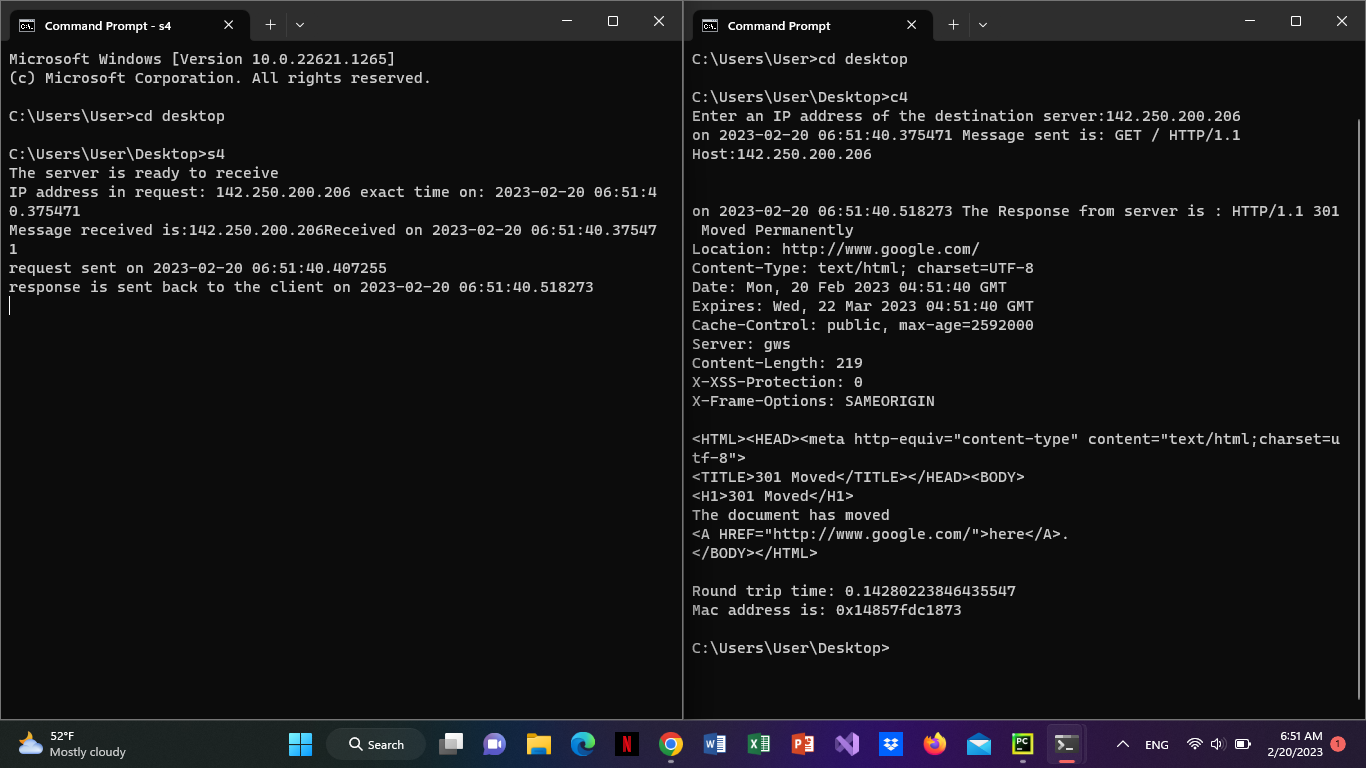 Command Prompt - s4
Microsoft Windows [Version 10.0.22621.1265]
(c) Microsoft Corporation. All rights reserved.
C:\Users\User>cd desktop
C:\Users\User\Desktop>s4
The server is ready to receive
IP address in request: 142.250.200.206 exact time on: 2023-02-20 06:51:4
0.375471
Message received is:142.250.200.206Received on 2023-02-20 06:51:40.37547
1
request sent on 2023-02-20 06:51:40.407255
response is sent back to the client on 2023-02-20 06:51:40.518273
Command Prompt
C:\Users\User>cd desktop
C:\Users\User\Desktop>c4
Enter an IP address of the destination server:142.250.200.206
on 2023-02-20 06:51:40.375471 Message sent is: GET / HTTP/1.1
Host:142.250.200.206
on 2023-02-20 06:51:40.518273 The Response from server is : HTTP/1.1 301
Moved Permanently
Location: http://www.google.com/
Content-Type: text/html; charset=UTF-8
Date: Mon, 20 Feb 2023 04:51:40 GMT
Expires: Wed, 22 Mar 2023 04:51:40 GMT
Cache-Control: public, max-age=2592000
Server: gws
Content-Length: 219
X-XSS-Protection: 0
X-Frame-Options: SAMEORIGIN
<HTML><HEAD><meta http-equiv="content-type" content="text/html;charset=u
tf-8">
<TITLE>301 Moved</TITLE></HEAD><BODY>
<H1>301 Moved</H1>
The document has moved
<A HREF="http://www.google.com/">here</A>.
</BODY></HTML>
Round trip time: 0.14280223846435547
Mac address is: 0x14857fdc1873
C:\Users\User\Desktop>
52°F
Mostly cloudy
Search
N
W
X
P
PC
ENG
6:51 AM
2/20/2023
1